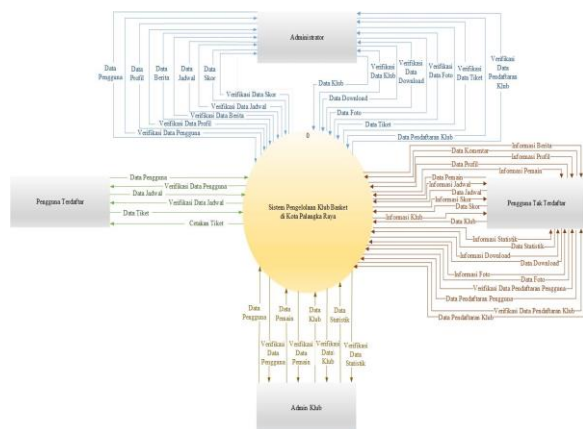 Administrator
Data Pengguna
Data Profil
Data Berita
Data Jadwal
Data Skor
Verifikasi Data Klub
Verifikasi Data Download
Verifikasi Data Foto
Verifikasi Data Tiket
Verifikasi Data Pendaftaran Klub
Data Klub
Verifikasi Data Skor
Data Download
Verifikasi Data Jadwal
Verifikasi Data Berita
Data Foto
Verifikasi Data Profil
Data Tiket
Verifikasi Data Pengguna
Data Pendaftaran Klub
0
Sistem Pengelolaan Klub Basket
di Kota Palangka Raya
Pengguna Terdaftar
Data Pengguna
Verifikasi Data Pengguna
Data Jadwal
Verifikasi Data Jadwal
Data Tiket
Cetakan Tiket
Pengguna Tak Terdaftar
Informasi Berita
Data Komentar
Informasi Profil
Data Profil
Informasi Pemain
Data Pemain
Informasi Jadwal
Data Jadwal
Informasi Skor
Data Skor
Informasi Klub
Data Klub
Informasi Statistik
Data Statistik
Informasi Download
Data Download
Informasi Foto
Data Foto
Verifikasi Data Pendaftaran Pengguna
Data Pendaftaran Pengguna
Verifikasi Data Pendaftaran Klub
Data Pendaftaran Klub
Data Pengguna
Verifikasi Data Pengguna
Data Pemain
Verifikasi Data Pemain
Data Klub
Verifikasi Data Klub
Data Statistik
Verifikasi Data Statistik
Admin Klub